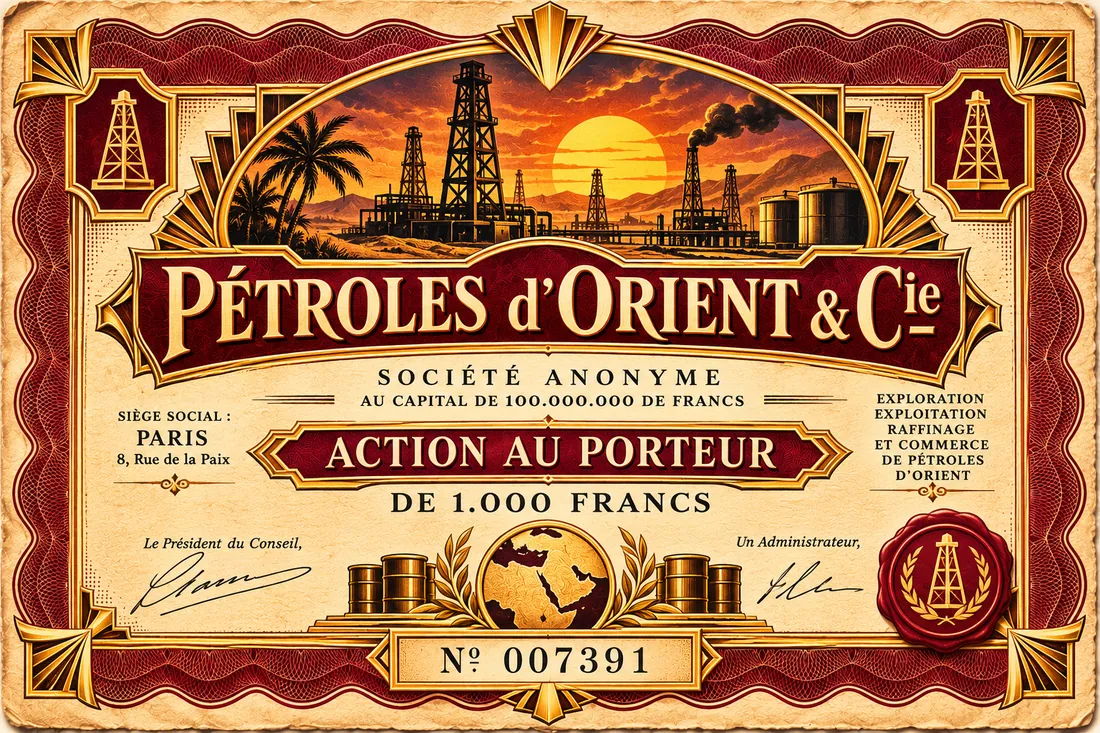 PÉTROLES d'ORIENT & Cie
SOCIÉTÉ ANONYME
AU CAPITAL DE 100.000.000 DE FRANCS
SIÈGE SOCIAL :
PARIS
8, Rue de la Paix
ACTION AU PORTEUR
DE 1.000 FRANCS
EXPLORATION
EXPLOITATION
RAFFINAGE
ET COMMERCE
DE PÉTROLES
D'ORIENT
Le Président du Conseil,
Un Administrateur,
Nº 007391